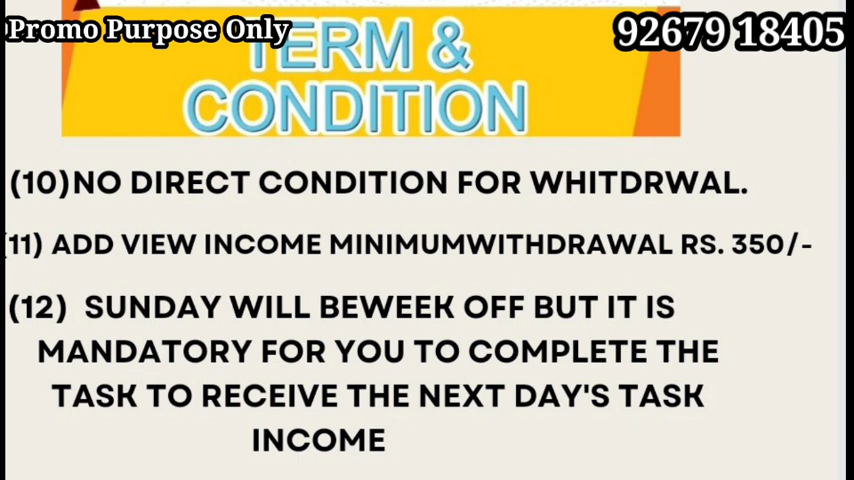 Promo Purpose Only
92679 18405
TERM &
CONDITION
(10)NO DIRECT CONDITION FOR WHITDRWAL.
(11) ADD VIEW INCOME MINIMUMWITHDRAWAL RS. 350/-
(12) SUNDAY WILL BEWEEK OFF BUT IT IS
MANDATORY FOR YOU TO COMPLETE THE
TASK TO RECEIVE THE NEXT DAY'S TASK
INCOME